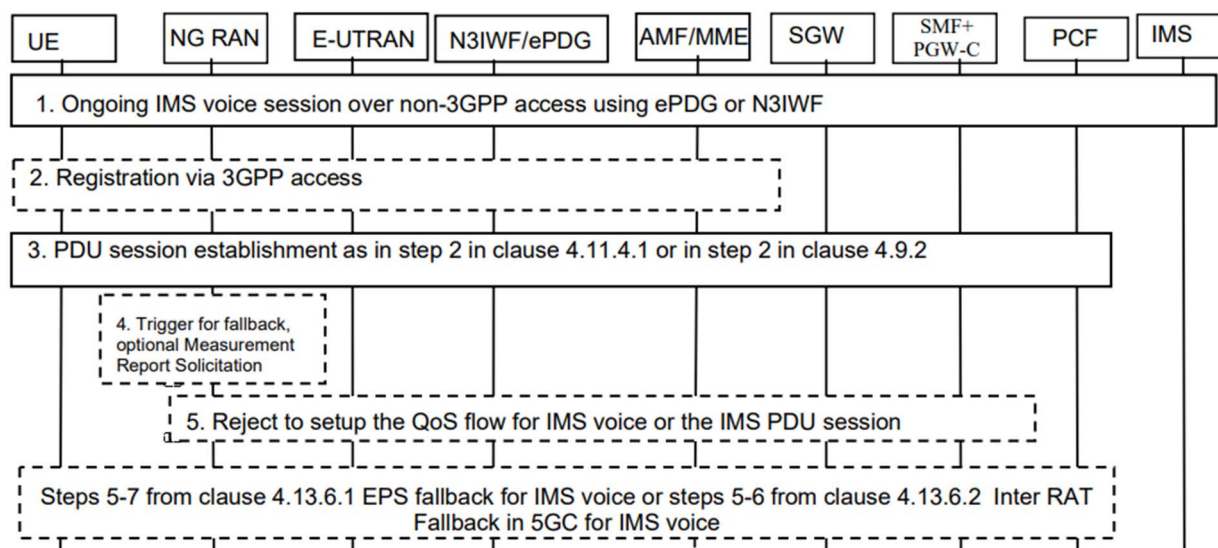 UE
NG RAN
E-UTRAN
N3IWF/ePDG
AMF/MME
SGW
SMF+
PGW-C
PCF
IMS
1. Ongoing IMS voice session over non-3GPP access using ePDG or N3IWF
2. Registration via 3GPP access
3. PDU session establishment as in step 2 in clause 4.11.4.1 or in step 2 in clause 4.9.2
4. Trigger for fallback,
optional Measurement
Report Solicitation
5. Reject to setup the QoS flow for IMS voice or the IMS PDU session
Steps 5-7 from clause 4.13.6.1 EPS fallback for IMS voice or steps 5-6 from clause 4.13.6.2 Inter RAT
Fallback in 5GC for IMS voice